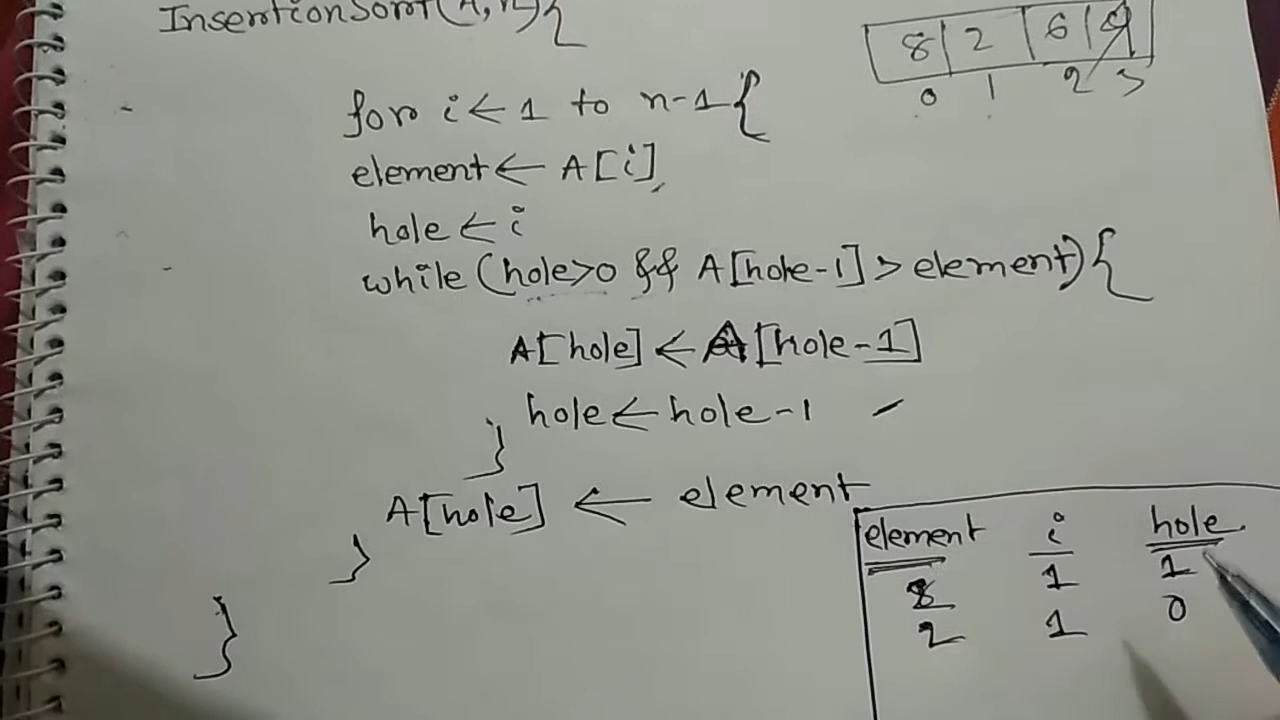 InsertionSort(A,n){
8 2 6 9
0 1 2 3
for i ← 1 to n-1{
element ← A[i]
hole ← i
while (hole>0 && A[hole-1] > element){
A[hole] ← A[hole-1]
hole ← hole-1
}
A[hole] ← element
}
}
element i hole
8 1 1
2 1 0